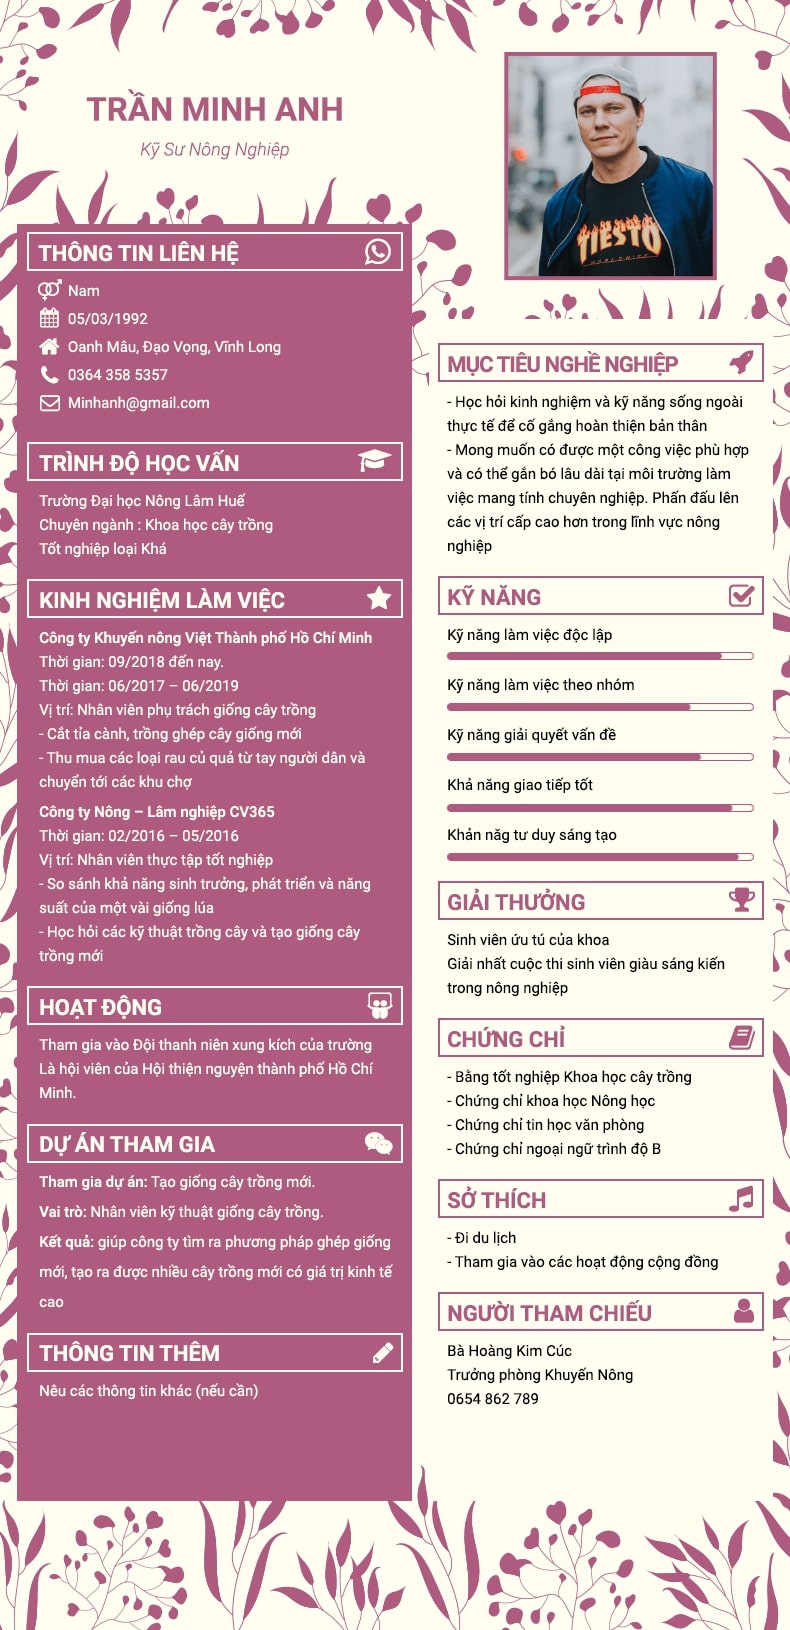 TRẦN MINH ANH
Kỹ Sư Nông Nghiệp
TIESTO
WORLDWIDE
THÔNG TIN LIÊN HỆ
Nam
05/03/1992
Oanh Mâu, Đạo Vọng, Vĩnh Long
0364 358 5357
Minhanh@gmail.com
TRÌNH ĐỘ HỌC VẤN
Trường Đại học Nông Lâm Huế
Chuyên ngành : Khoa học cây trồng
Tốt nghiệp loại Khá
KINH NGHIỆM LÀM VIỆC
Công ty Khuyến nông Việt Thành phố Hồ Chí Minh
Thời gian: 09/2018 đến nay.
Thời gian: 06/2017 – 06/2019
Vị trí: Nhân viên phụ trách giống cây trồng
- Cắt tỉa cành, trồng ghép cây giống mới
- Thu mua các loại rau củ quả từ tay người dân và
chuyển tới các khu chợ
Công ty Nông – Lâm nghiệp CV365
Thời gian: 02/2016 – 05/2016
Vị trí: Nhân viên thực tập tốt nghiệp
- So sánh khả năng sinh trưởng, phát triển và năng
suất của một vài giống lúa
- Học hỏi các kỹ thuật trồng cây và tạo giống cây
trồng mới
HOẠT ĐỘNG
Tham gia vào Đội thanh niên xung kích của trường
Là hội viên của Hội thiện nguyện thành phố Hồ Chí
Minh.
DỰ ÁN THAM GIA
Tham gia dự án: Tạo giống cây trồng mới.
Vai trò: Nhân viên kỹ thuật giống cây trồng.
Kết quả: giúp công ty tìm ra phương pháp ghép giống
mới, tạo ra được nhiều cây trồng mới có giá trị kinh tế
cao
THÔNG TIN THÊM
Nêu các thông tin khác (nếu cần)
MỤC TIÊU NGHỀ NGHIỆP
- Học hỏi kinh nghiệm và kỹ năng sống ngoài
thực tế để cố gắng hoàn thiện bản thân
- Mong muốn có được một công việc phù hợp
và có thể gắn bó lâu dài tại môi trường làm
việc mang tính chuyên nghiệp. Phấn đấu lên
các vị trí cấp cao hơn trong lĩnh vực nông
nghiệp
KỸ NĂNG
Kỹ năng làm việc độc lập
Kỹ năng làm việc theo nhóm
Kỹ năng giải quyết vấn đề
Khả năng giao tiếp tốt
Khản năg tư duy sáng tạo
GIẢI THƯỞNG
Sinh viên ưu tú của khoa
Giải nhất cuộc thi sinh viên giàu sáng kiến
trong nông nghiệp
CHỨNG CHỈ
- Bằng tốt nghiệp Khoa học cây trồng
- Chứng chỉ khoa học Nông học
- Chứng chỉ tin học văn phòng
- Chứng chỉ ngoại ngữ trình độ B
SỞ THÍCH
- Đi du lịch
- Tham gia vào các hoạt động cộng đồng
NGƯỜI THAM CHIẾU
Bà Hoàng Kim Cúc
Trưởng phòng Khuyến Nông
0654 862 789